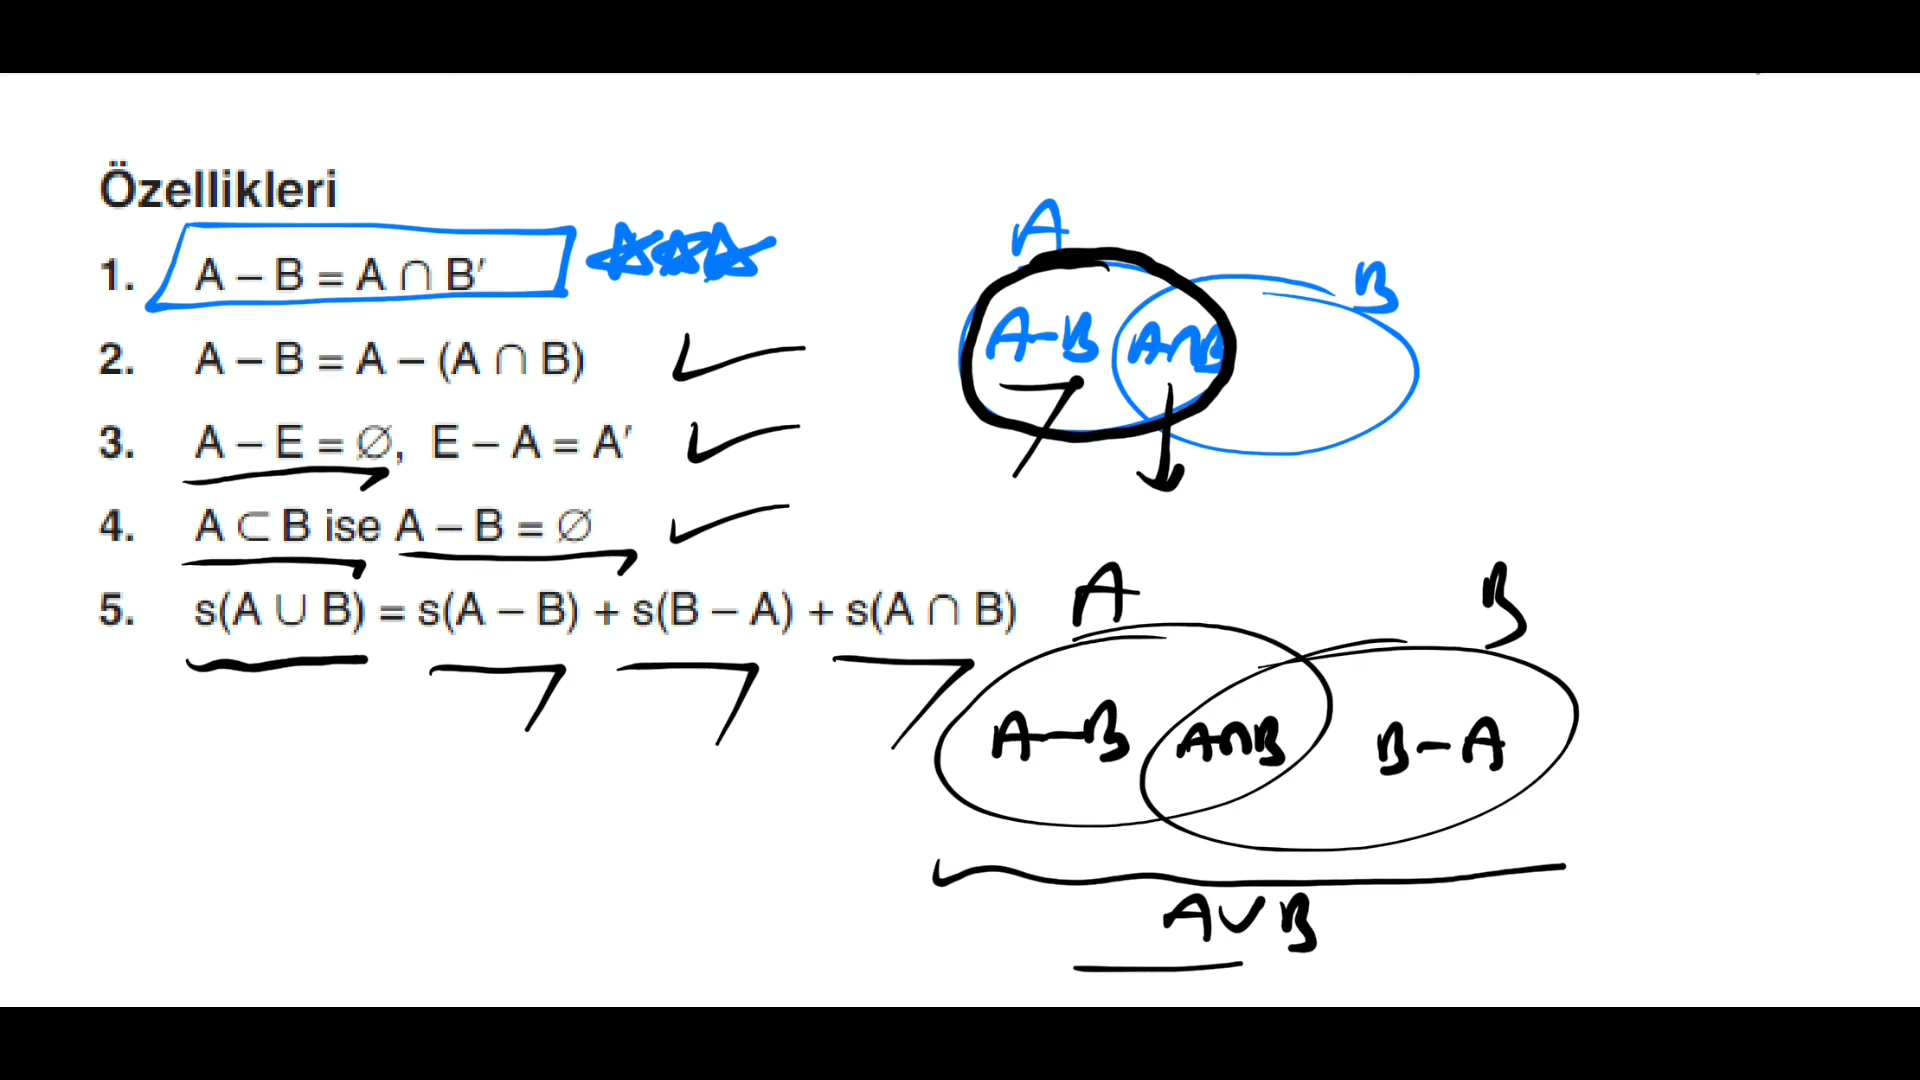 Özellikleri
1. A – B = A ∩ B′
2. A – B = A – (A ∩ B)
3. A – E = ∅, E – A = A′
4. A ⊂ B ise A – B = ∅
5. s(A ∪ B) = s(A – B) + s(B – A) + s(A ∩ B)
A B
A–B A∩B
A B
A–B A∩B B–A
A∪B